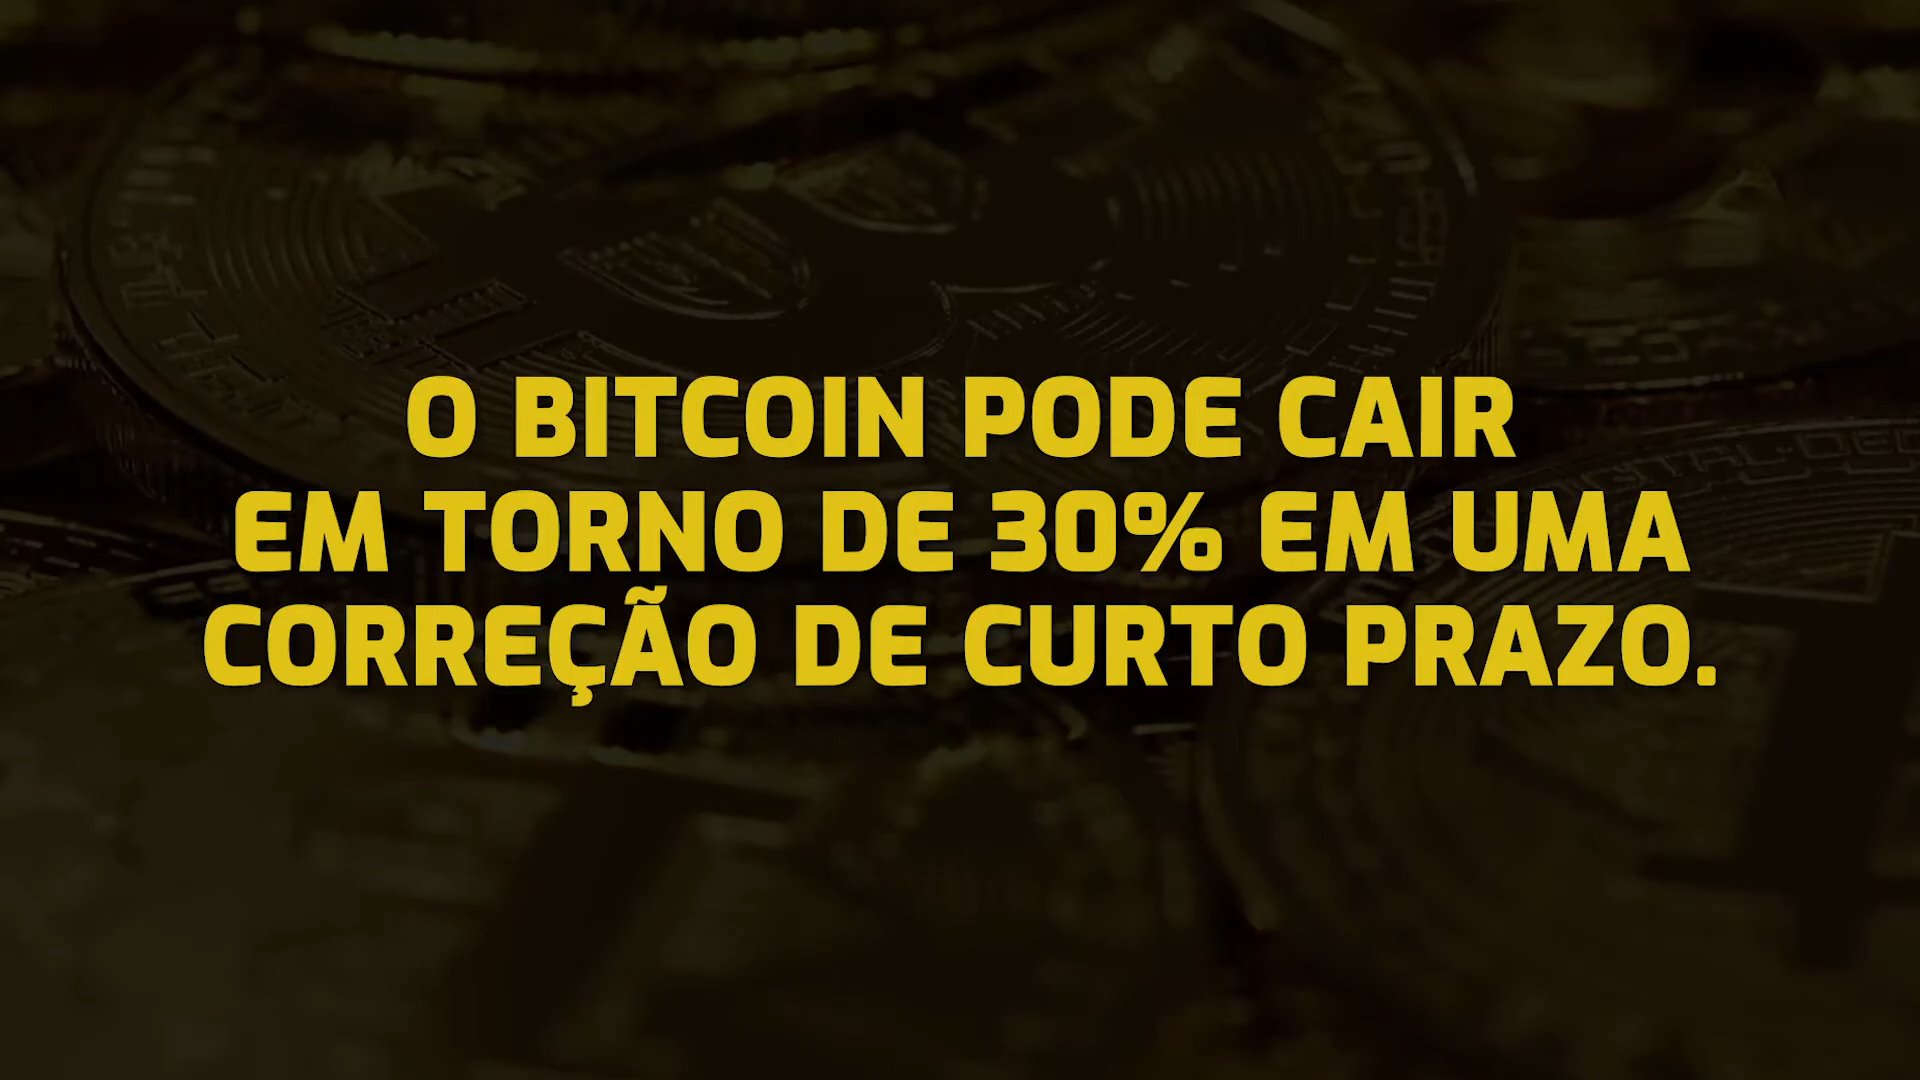 O BITCOIN PODE CAIR
EM TORNO DE 30% EM UMA
CORREÇÃO DE CURTO PRAZO.